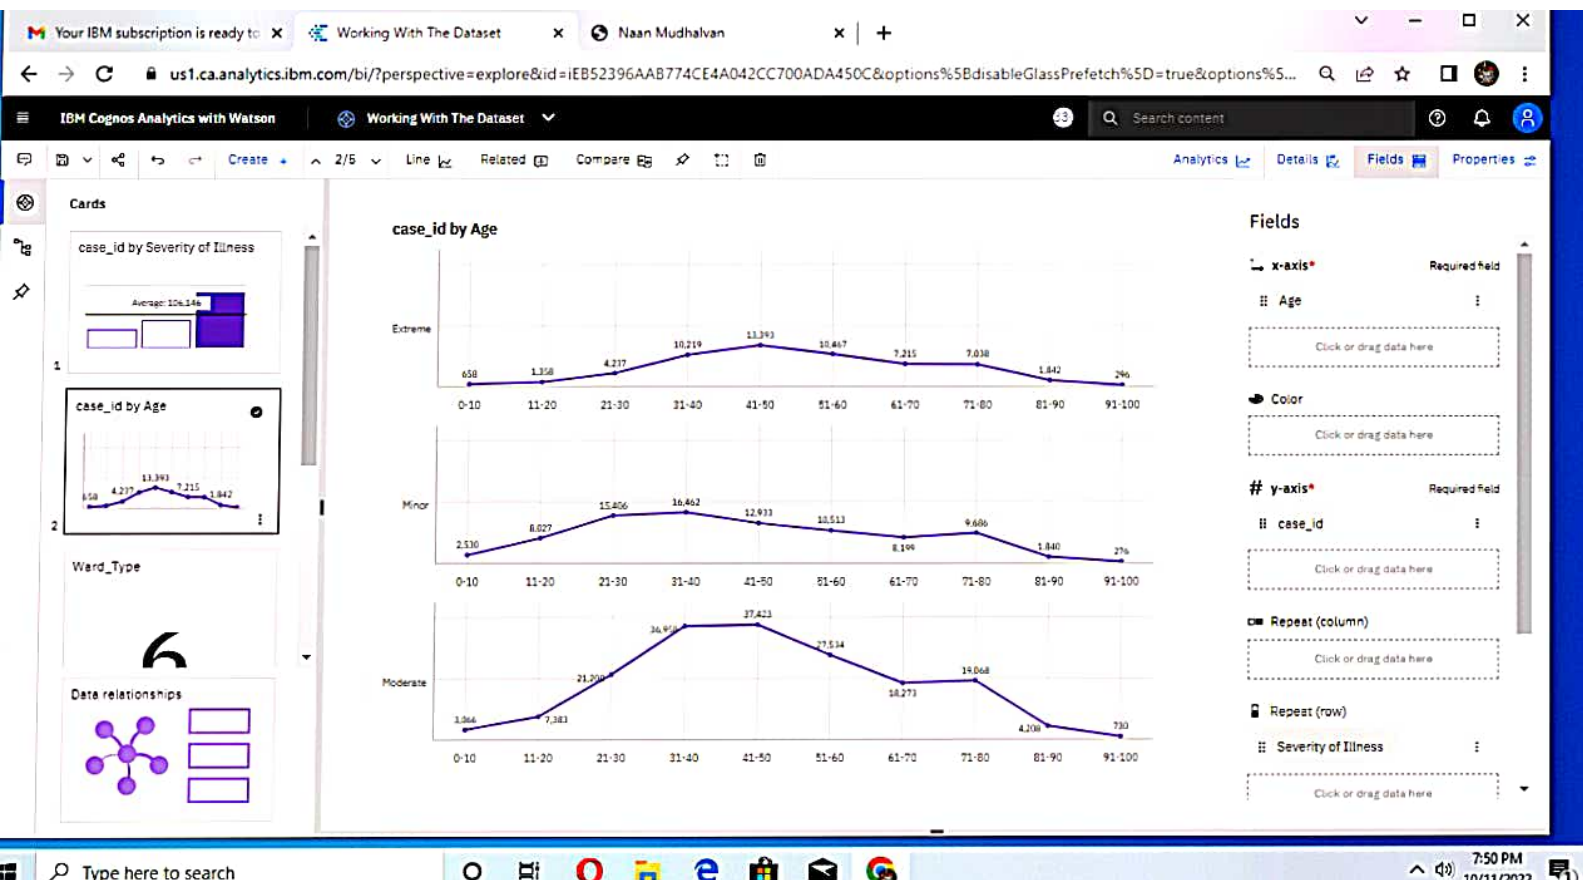 Your IBM subscription is ready to
Working With The Dataset
Naan Mudhalvan
us1.ca.analytics.ibm.com/bi/?perspective=explore&id=iEB52396AAB774CE4A042CC700ADA450C&options%5BdisableGlassPrefetch%5D=true&options%5...
IBM Cognos Analytics with Watson
Working With The Dataset
Search content
Create
2/5
Line
Related
Compare
Analytics
Details
Fields
Properties
Cards
case_id by Severity of Illness
Average: 106,146
1
case_id by Age
658 4,237 13,393 7,215 1,842
2
Ward_Type
6
Data relationships
case_id by Age
Extreme
658 1,358 4,237 10,219 13,393 10,467 7,215 7,038 1,842 296
0-10 11-20 21-30 31-40 41-50 51-60 61-70 71-80 81-90 91-100
Minor
2,530 8,027 15,406 16,462 12,933 10,513 8,199 9,686 1,840 276
0-10 11-20 21-30 31-40 41-50 51-60 61-70 71-80 81-90 91-100
Moderate
3,066 7,383 21,200 37,423 27,534 18,273 19,068 4,208 730
0-10 11-20 21-30 31-40 41-50 51-60 61-70 71-80 81-90 91-100
Fields
x-axis* Required field
Age
Click or drag data here
Color
Click or drag data here
# y-axis* Required field
case_id
Click or drag data here
Repeat (column)
Click or drag data here
Repeat (row)
Severity of Illness
Click or drag data here
Type here to search
7:50 PM